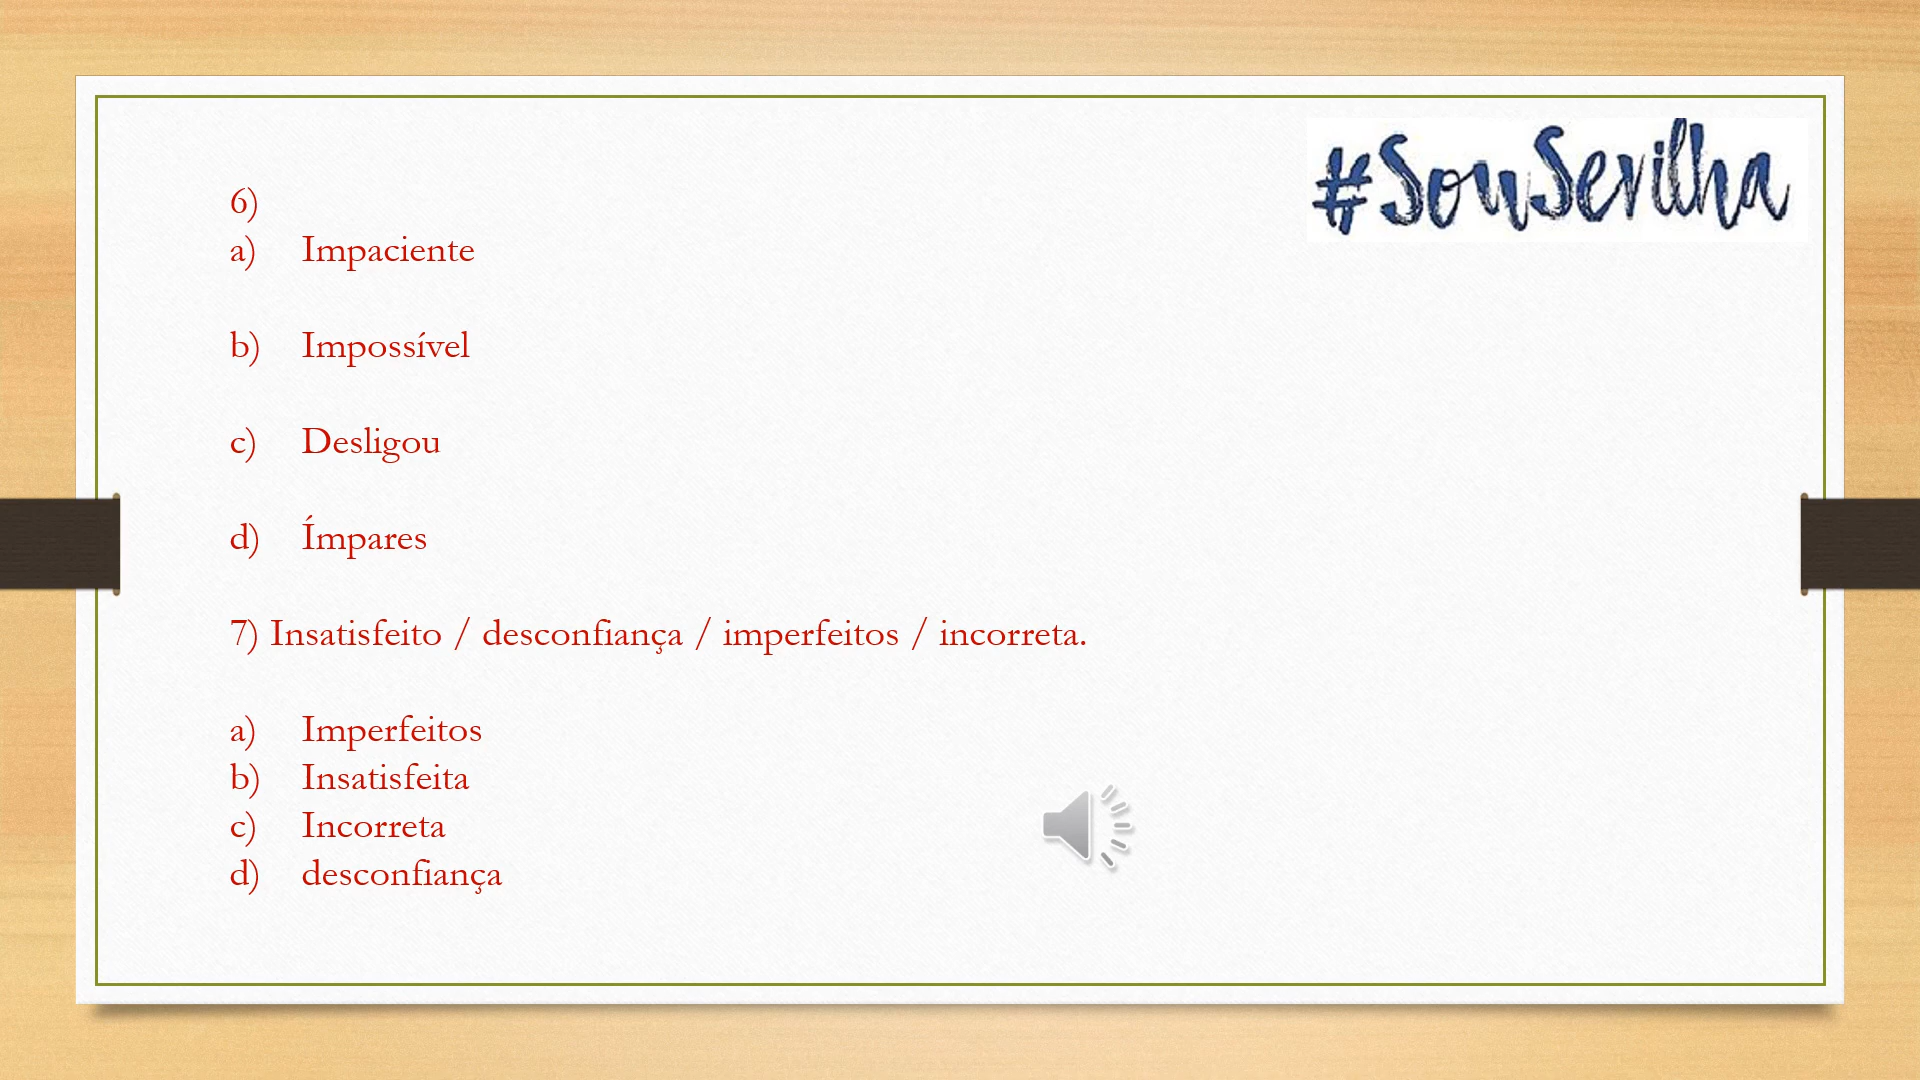 #SouSevilha
6)
a) Impaciente
b) Impossível
c) Desligou
d) Ímpares
7) Insatisfeito / desconfiança / imperfeitos / incorreta.
a) Imperfeitos
b) Insatisfeita
c) Incorreta
d) desconfiança